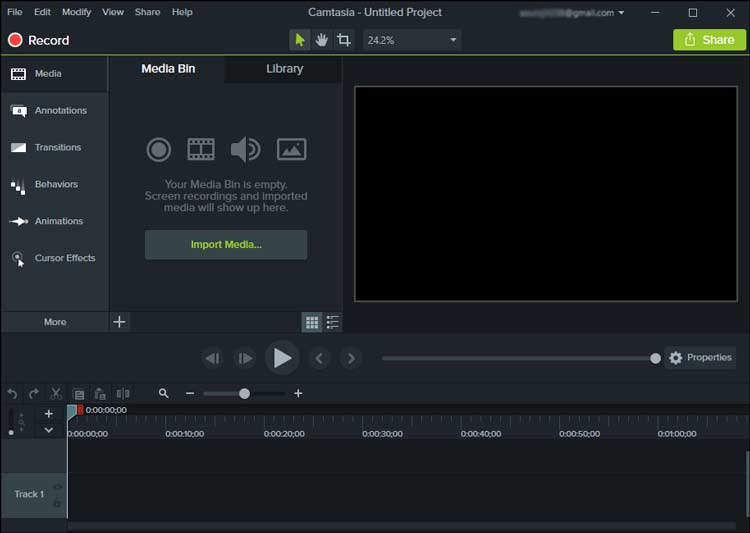 File Edit Modify View Share Help
Camtasia - Untitled Project
@gmail.com
Record
24.2%
Share
Media
Annotations
Transitions
Behaviors
Animations
Cursor Effects
More
Media Bin
Library
Your Media Bin is empty.
Screen recordings and imported
media will show up here.
Import Media...
Properties
0:00:00;00
0:00:00;00 0:00:10;00 0:00:20;00 0:00:30;00 0:00:40;00 0:00:50;00 0:01:00;00
Track 1